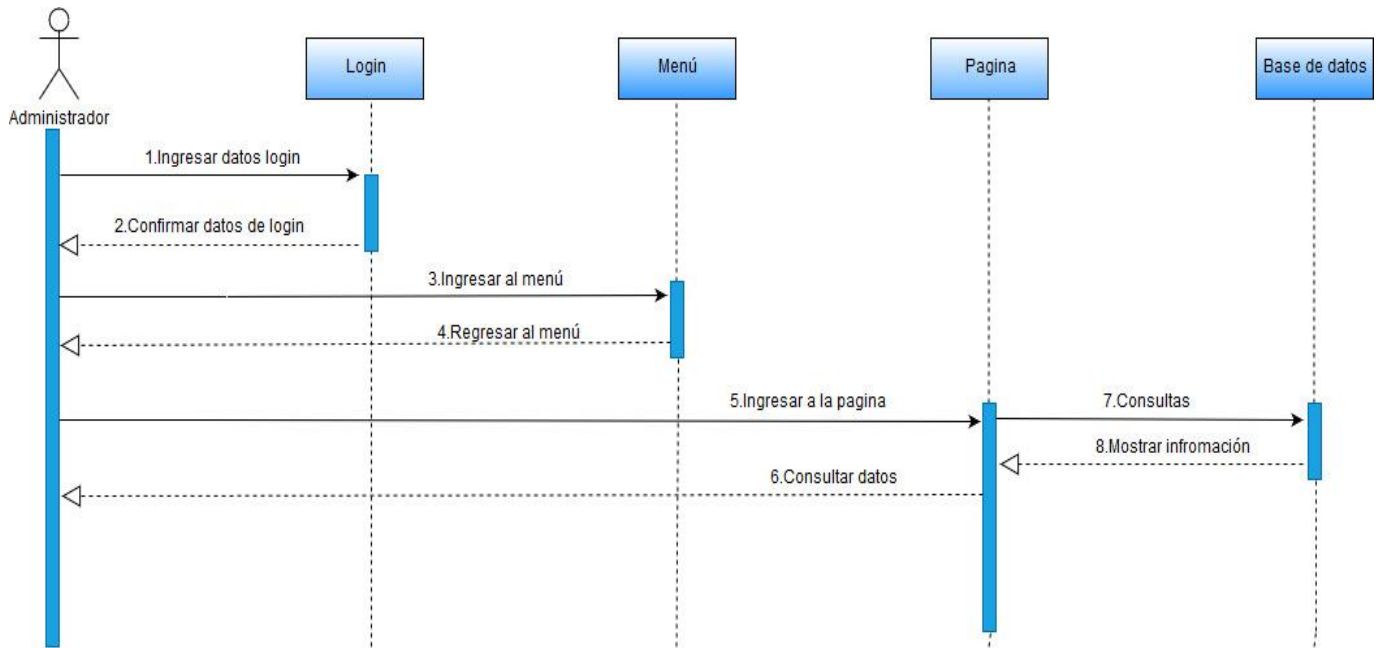 Login
Menú
Pagina
Base de datos
Administrador
1.Ingresar datos login
2.Confirmar datos de login
3.Ingresar al menú
4.Regresar al menú
5.Ingresar a la pagina
7.Consultas
8.Mostrar infromación
6.Consultar datos